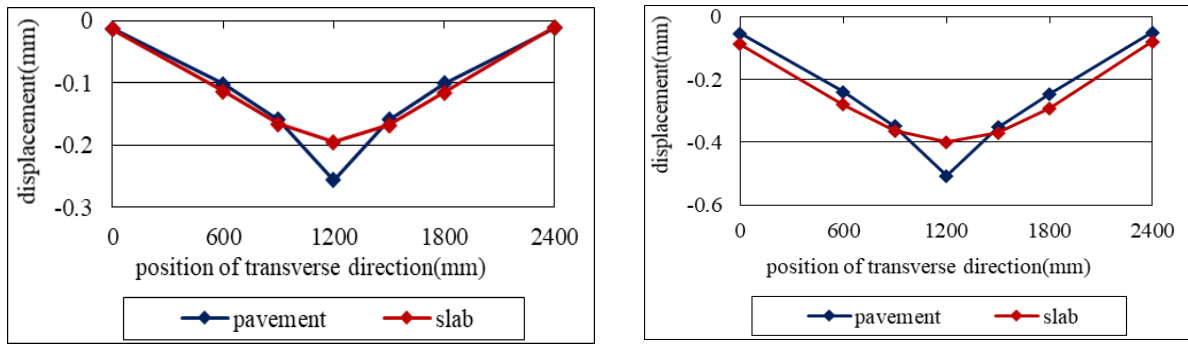 displacement(mm)
0
-0.1
-0.2
-0.3
0 600 1200 1800 2400
position of transverse direction(mm)
pavement slab
displacement(mm)
0
-0.2
-0.4
-0.6
0 600 1200 1800 2400
position of transverse direction(mm)
pavement slab